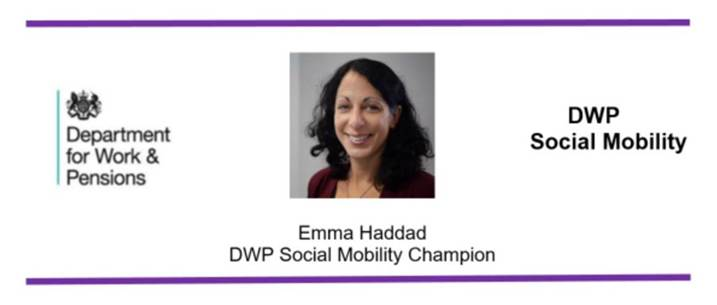 Department
for Work &
Pensions
DWP
Social Mobility
Emma Haddad
DWP Social Mobility Champion